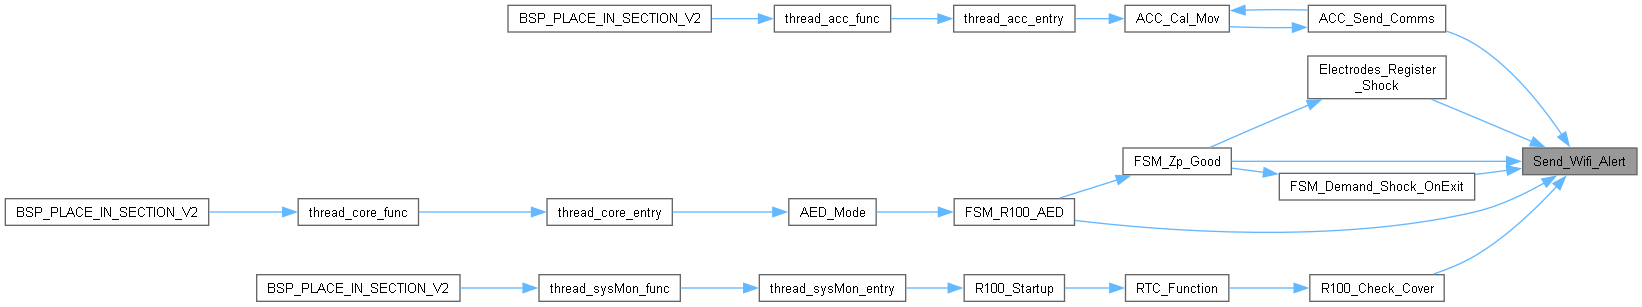 BSP_PLACE_IN_SECTION_V2
thread_acc_func
thread_acc_entry
ACC_Cal_Mov
ACC_Send_Comms
Electrodes_Register
_Shock
FSM_Zp_Good
Send_Wifi_Alert
FSM_Demand_Shock_OnExit
BSP_PLACE_IN_SECTION_V2
thread_core_func
thread_core_entry
AED_Mode
FSM_R100_AED
BSP_PLACE_IN_SECTION_V2
thread_sysMon_func
thread_sysMon_entry
R100_Startup
RTC_Function
R100_Check_Cover